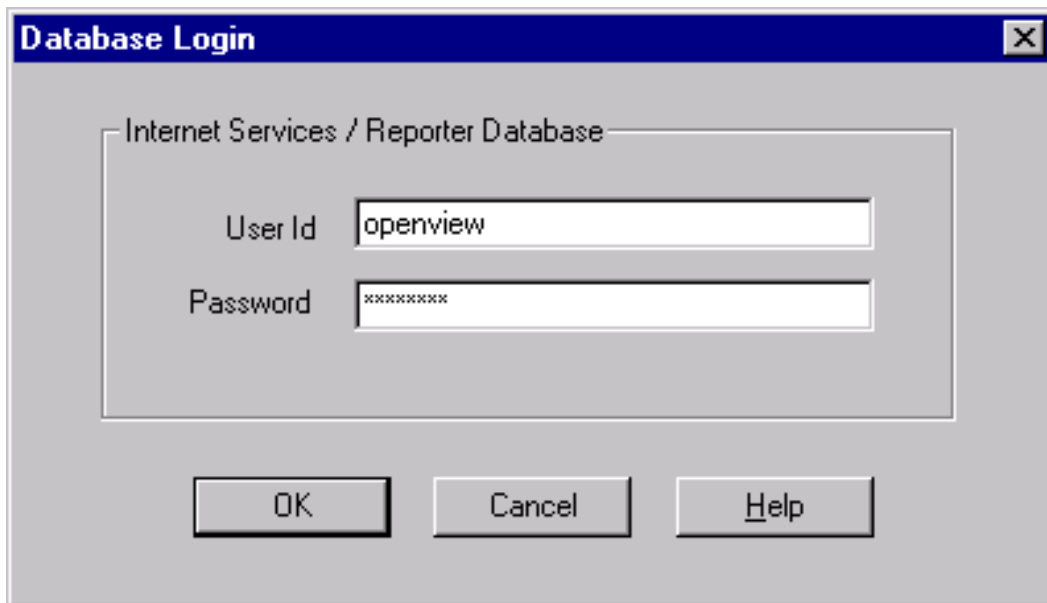 Database Login
Internet Services / Reporter Database
User Id openview
Password ********
OK Cancel Help